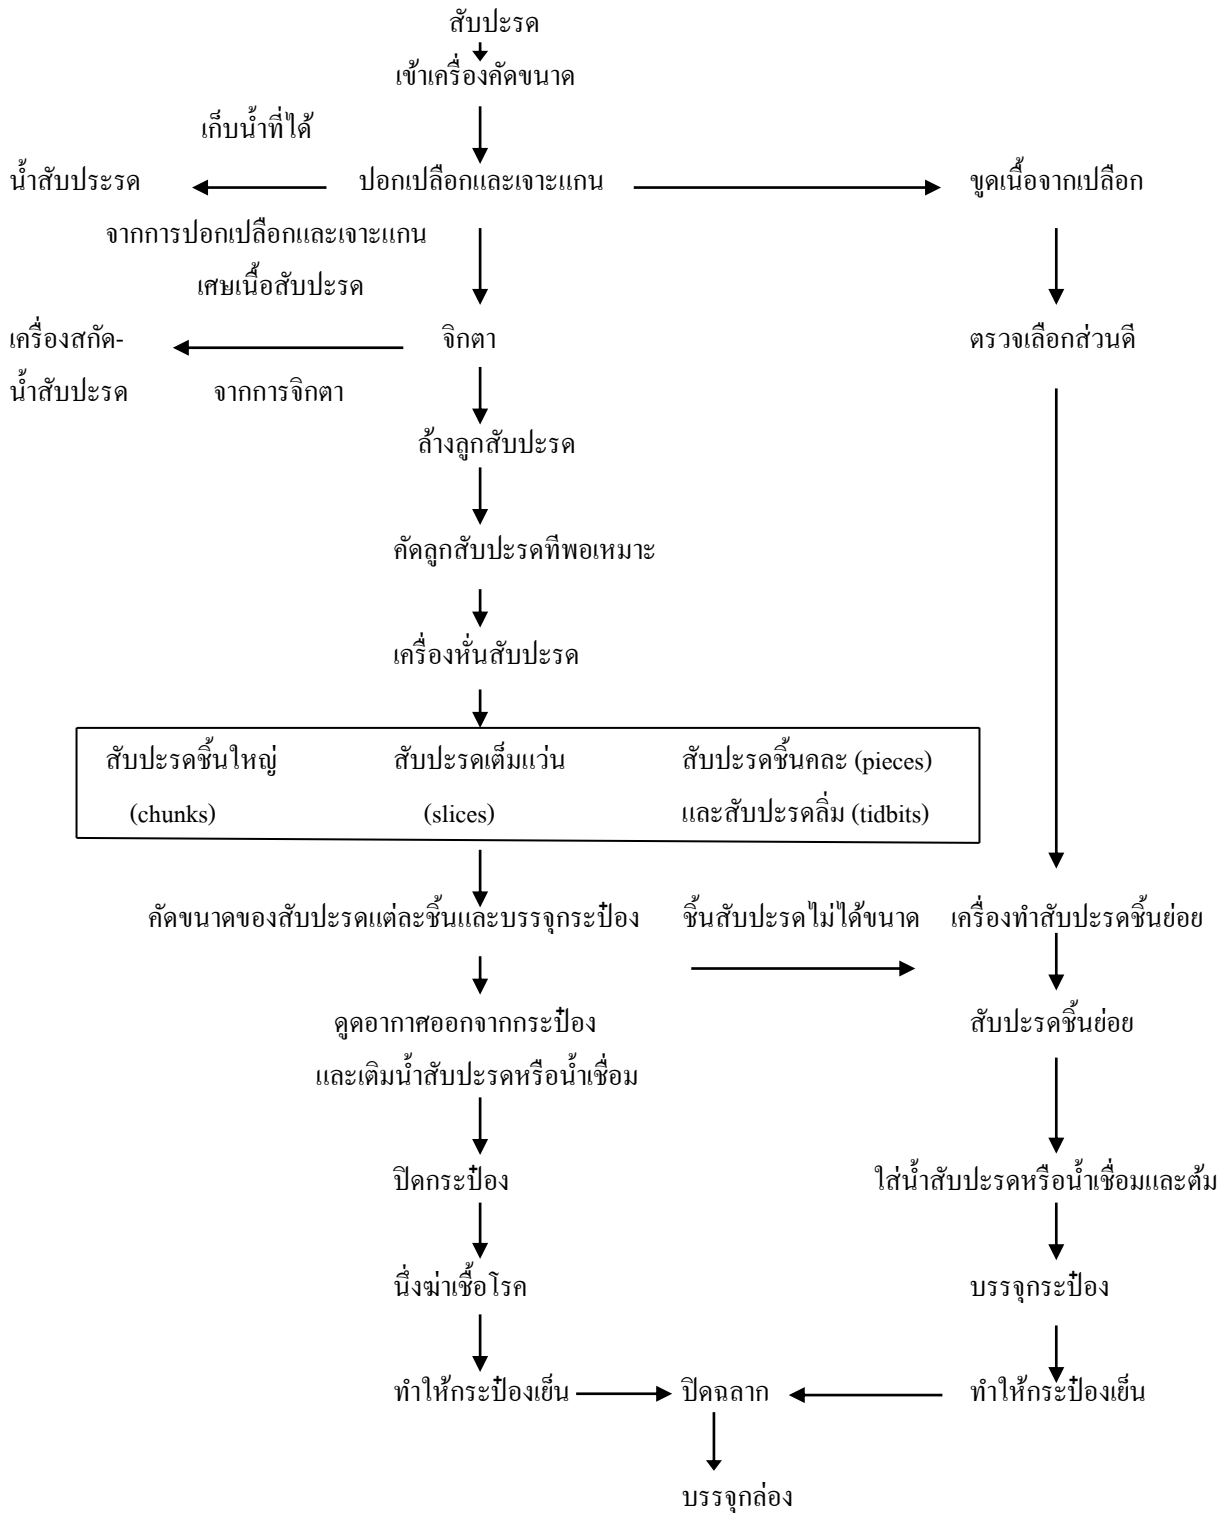 สับปะรด
เข้าเครื่องคัดขนาด
เก็บน้ำที่ได้
น้ำสับประรด
ปอกเปลือกและเจาะแกน
ขูดเนื้อจากเปลือก
จากการปอกเปลือกและเจาะแกน
เศษเนื้อสับปะรด
เครื่องสกัด-
จิกตา
ตรวจเลือกส่วนดี
น้ำสับปะรด
จากการจิกตา
ล้างลูกสับปะรด
คัดลูกสับปะรดทีพอเหมาะ
เครื่องหั่นสับปะรด
สับปะรดชิ้นใหญ่
สับปะรดเต็มแว่น
สับปะรดชิ้นคละ (pieces)
(chunks)
(slices)
และสับปะรดลิ่ม (tidbits)
คัดขนาดของสับปะรดแต่ละชิ้นและบรรจุกระป๋อง
ชิ้นสับปะรดไม่ได้ขนาด
เครื่องทำสับปะรดชิ้นย่อย
ดูดอากาศออกจากกระป๋อง
สับปะรดชิ้นย่อย
และเติมน้ำสับปะรดหรือน้ำเชื่อม
ปิดกระป๋อง
ใส่น้ำสับปะรดหรือน้ำเชื่อมและต้ม
นึ่งฆ่าเชื้อโรค
บรรจุกระป๋อง
ทำให้กระป๋องเย็น
ปิดฉลาก
ทำให้กระป๋องเย็น
บรรจุกล่อง